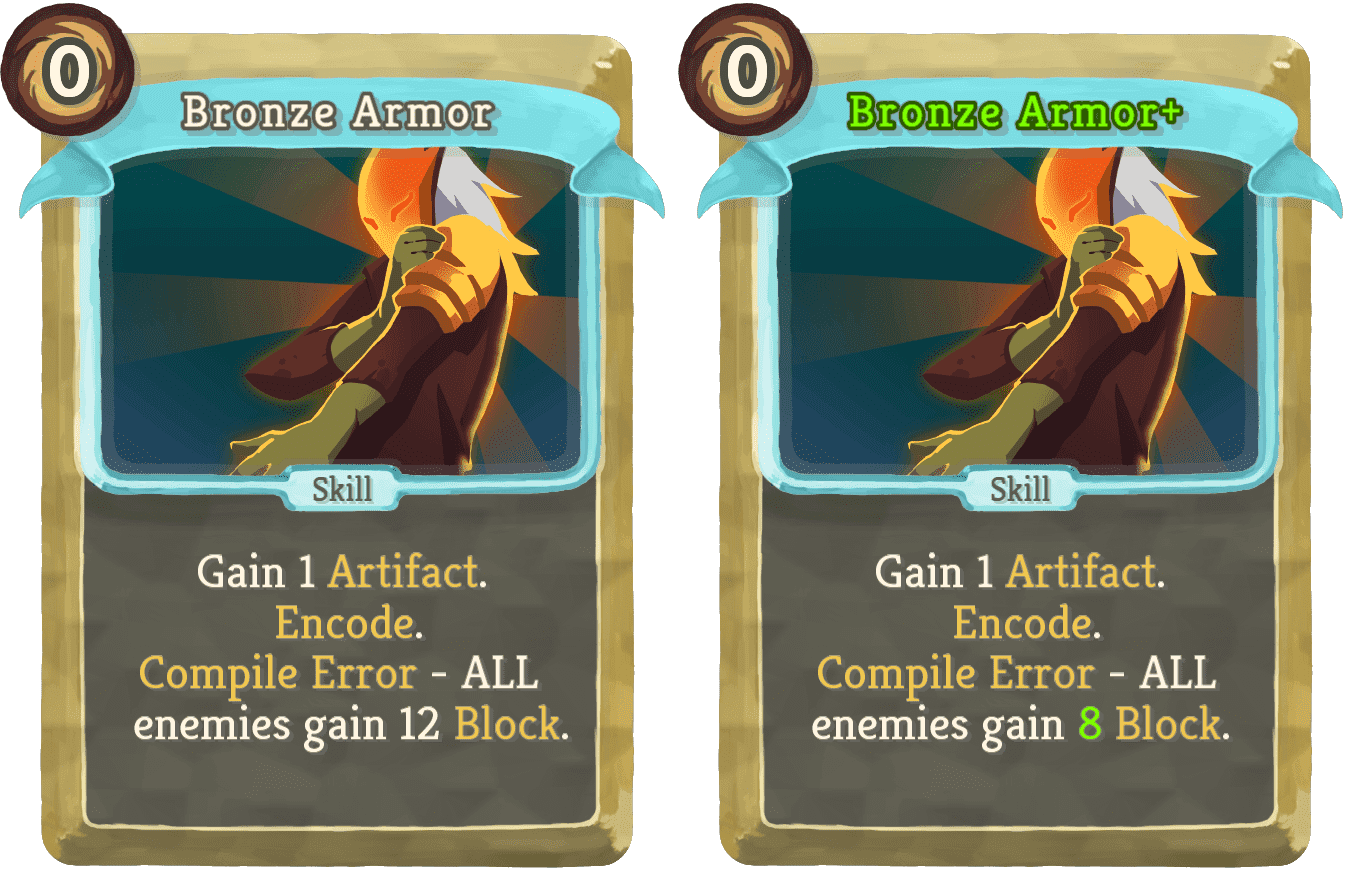 0
Bronze Armor
Skill
Gain 1 Artifact.
Encode.
Compile Error - ALL
enemies gain 12 Block.
0
Bronze Armor+
Skill
Gain 1 Artifact.
Encode.
Compile Error - ALL
enemies gain 8 Block.